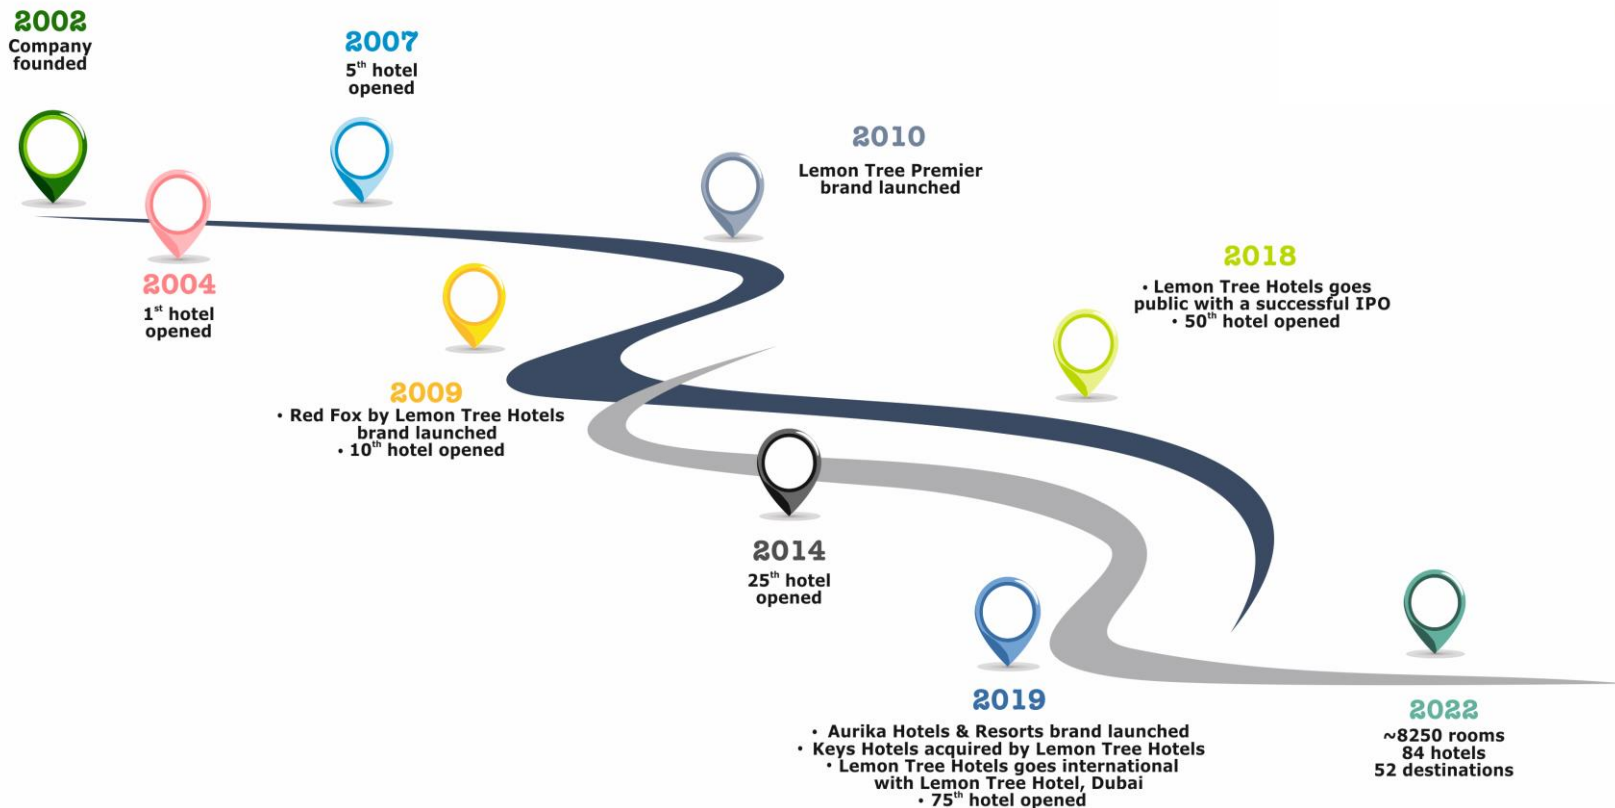 2002
Company
founded
2004
1st hotel
opened
2007
5th hotel
opened
2009
• Red Fox by Lemon Tree Hotels
brand launched
• 10th hotel opened
2010
Lemon Tree Premier
brand launched
2014
25th hotel
opened
2018
• Lemon Tree Hotels goes
public with a successful IPO
• 50th hotel opened
2019
• Aurika Hotels & Resorts brand launched
• Keys Hotels acquired by Lemon Tree Hotels
• Lemon Tree Hotels goes international
with Lemon Tree Hotel, Dubai
• 75th hotel opened
2022
~8250 rooms
84 hotels
52 destinations